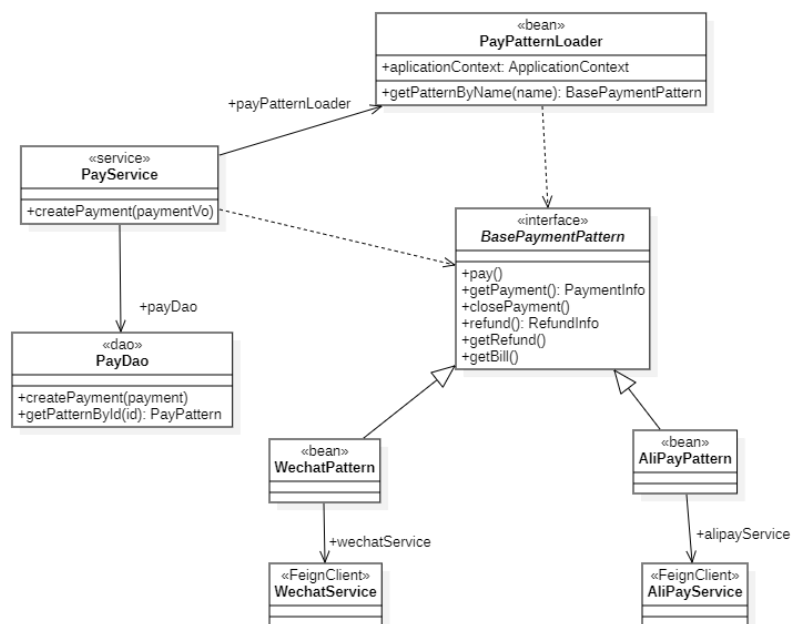 «bean»
PayPatternLoader
+aplicationContext: ApplicationContext
+getPatternByName(name): BasePaymentPattern
+payPatternLoader
«service»
PayService
+createPayment(paymentVo)
«interface»
BasePaymentPattern
+pay()
+getPayment(): PaymentInfo
+closePayment()
+refund(): RefundInfo
+getRefund()
+getBill()
+payDao
«dao»
PayDao
+createPayment(payment)
+getPatternById(id): PayPattern
«bean»
WechatPattern
«bean»
AliPayPattern
+wechatService
+alipayService
«FeignClient»
WechatService
«FeignClient»
AliPayService